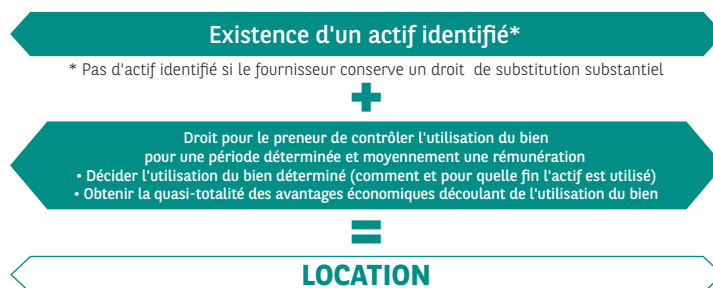 Existence d'un actif identifié*
* Pas d'actif identifié si le fournisseur conserve un droit de substitution substantiel
+
Droit pour le preneur de contrôler l'utilisation du bien
pour une période déterminée et moyennement une rémunération
• Décider l'utilisation du bien déterminé (comment et pour quelle fin l'actif est utilisé)
• Obtenir la quasi-totalité des avantages économiques découlant de l'utilisation du bien
=
LOCATION